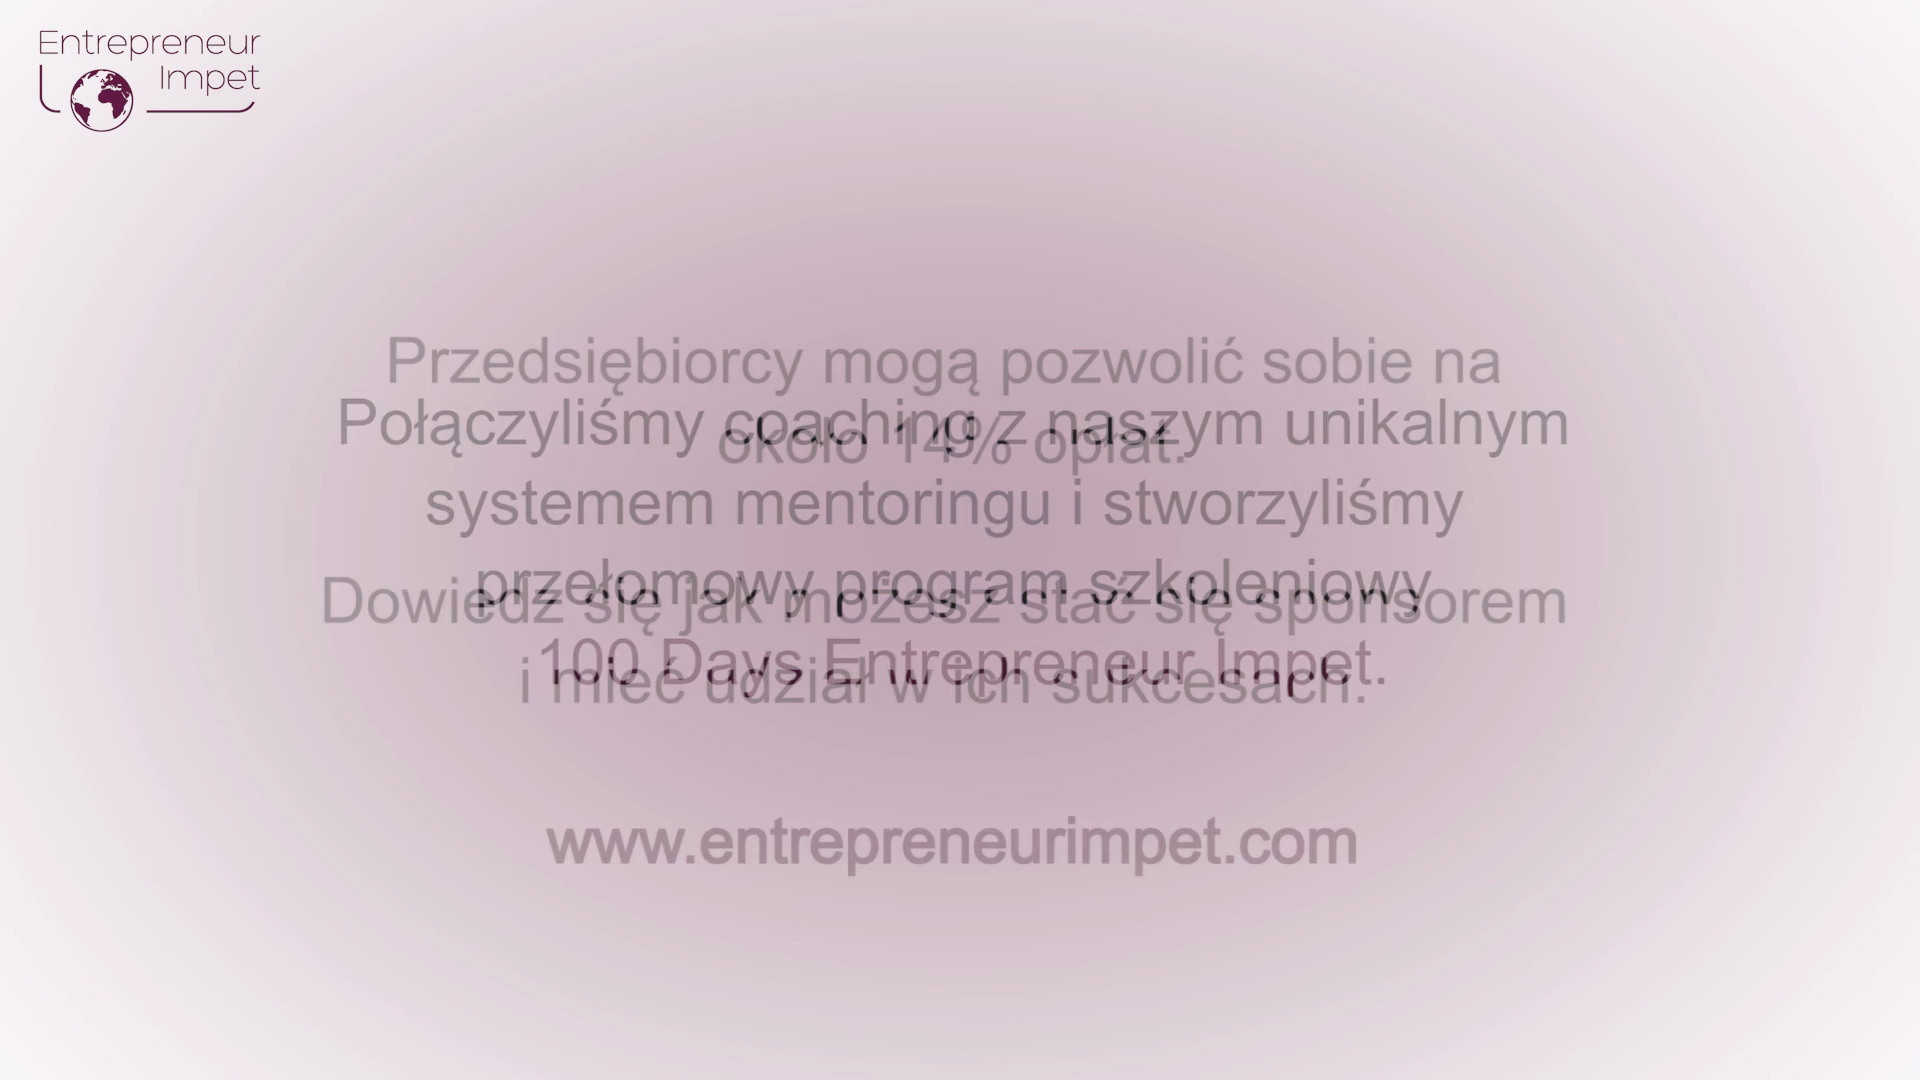 Entrepreneur
Impet
Przedsiębiorcy mogą pozwolić sobie na
około 14% opłat.
Połączyliśmy coaching z naszym unikalnym
systemem mentoringu i stworzyliśmy
przełomowy program szkoleniowy
100 Days Entrepreneur Impet.
Dowiedz się jak możesz stać się sponsorem
i mieć udział w ich sukcesach.
www.entrepreneurimpet.com